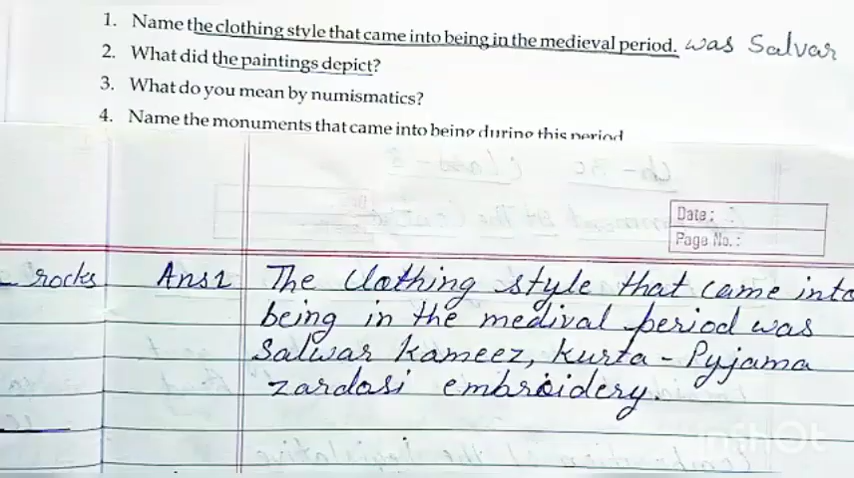 1. Name the clothing style that came into being in the medieval period. was Salvar
2. What did the paintings depict?
3. What do you mean by numismatics?
4. Name the monuments that came into being during this period
Date:
Page No.:
rocks Ans1 The Clathing style that came into
being in the medival period was
Salwar Kameez, Kurta - Pyjama
zardasi embroidery.